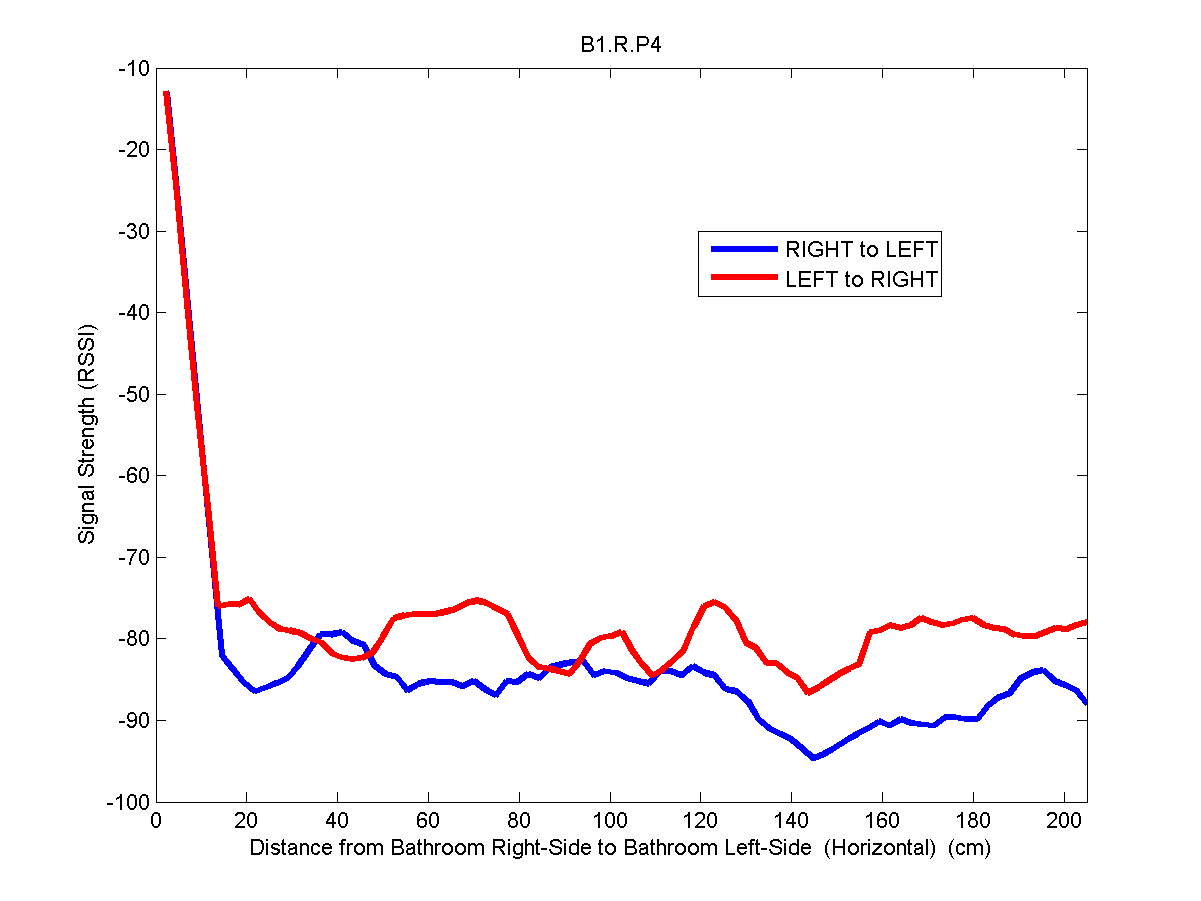 B1.R.P4
-10
-20
-30
-40
-50
-60
-70
-80
-90
-100
Signal Strength (RSSI)
RIGHT to LEFT
LEFT to RIGHT
0 20 40 60 80 100 120 140 160 180 200
Distance from Bathroom Right-Side to Bathroom Left-Side (Horizontal) (cm)